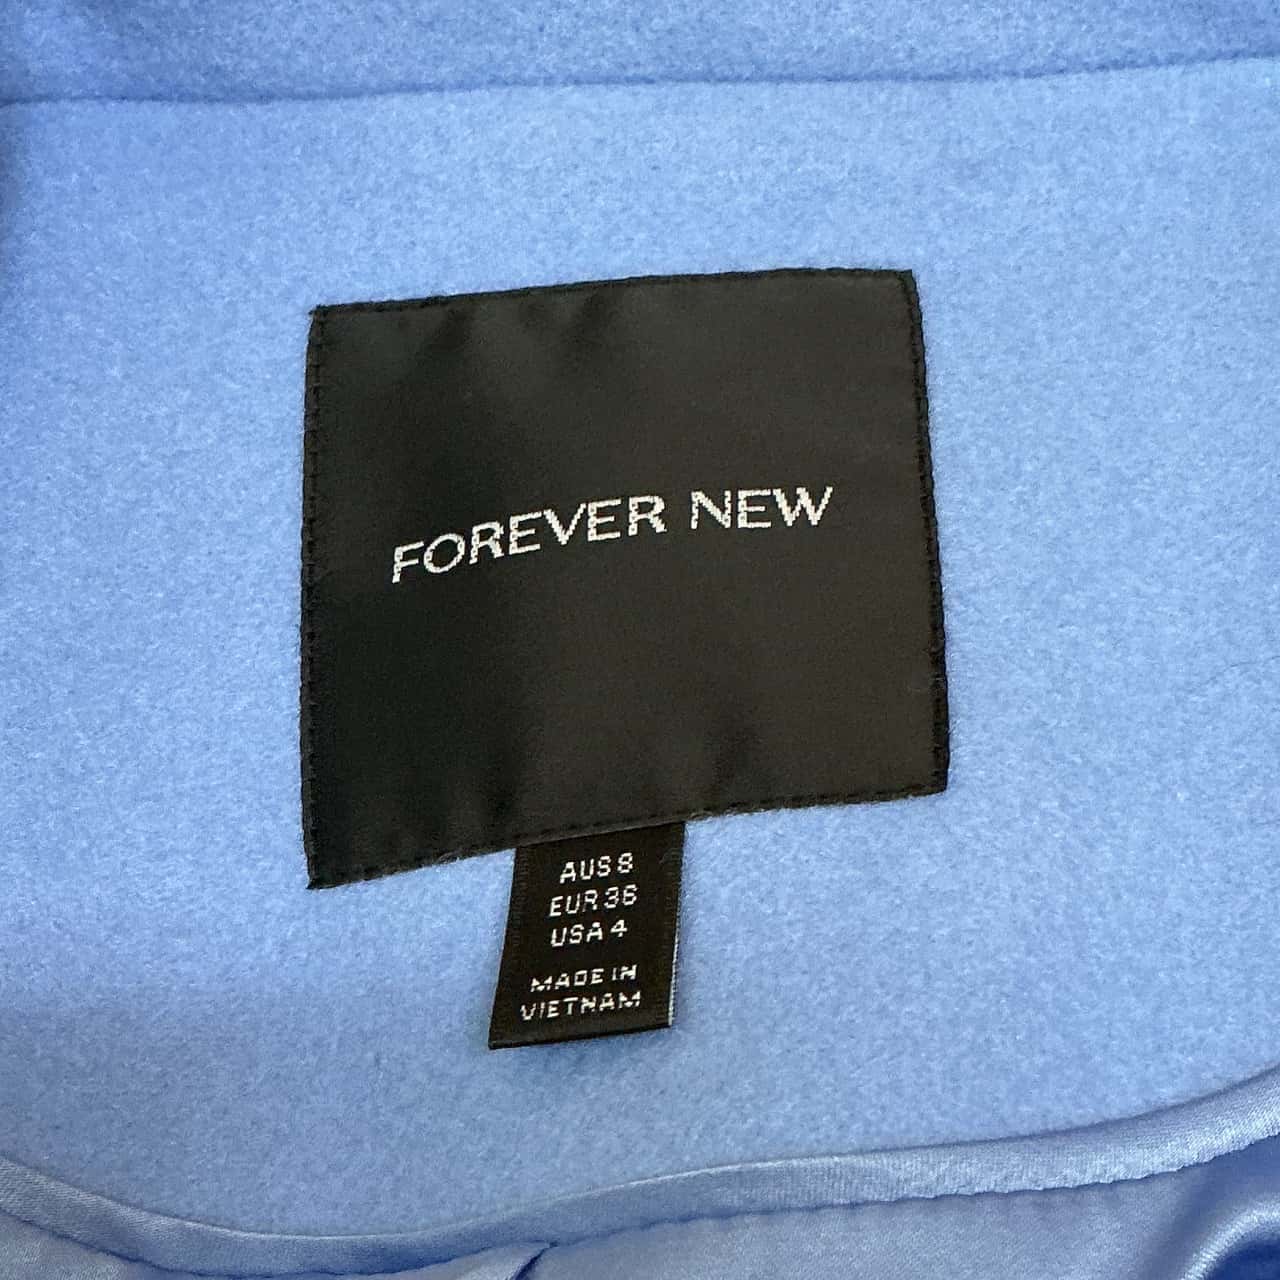 FOREVER NEW
AUS 8
EUR 36
USA 4
MADE IN
VIETNAM